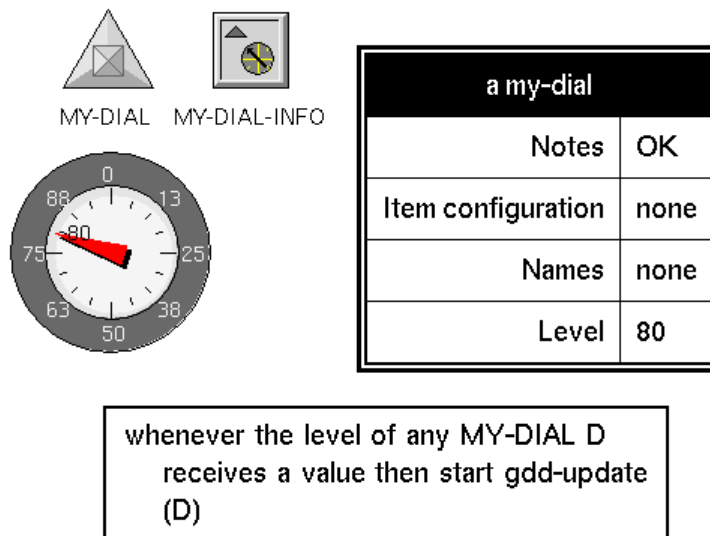 MY-DIAL MY-DIAL-INFO
0
88 13
80
75 25
63 38
50
a my-dial
Notes OK
Item configuration none
Names none
Level 80
whenever the level of any MY-DIAL D
receives a value then start gdd-update
(D)